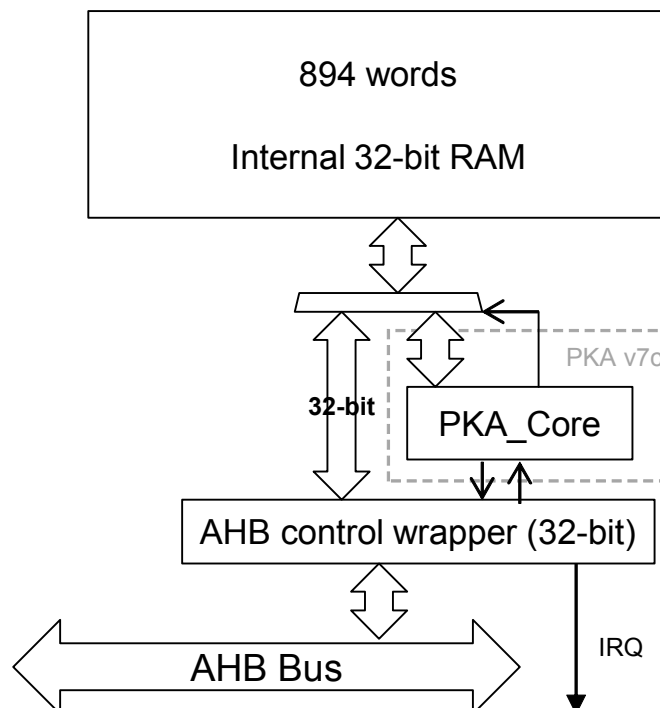 894 words
Internal 32-bit RAM
PKA v7c
32-bit
PKA_Core
AHB control wrapper (32-bit)
IRQ
AHB Bus